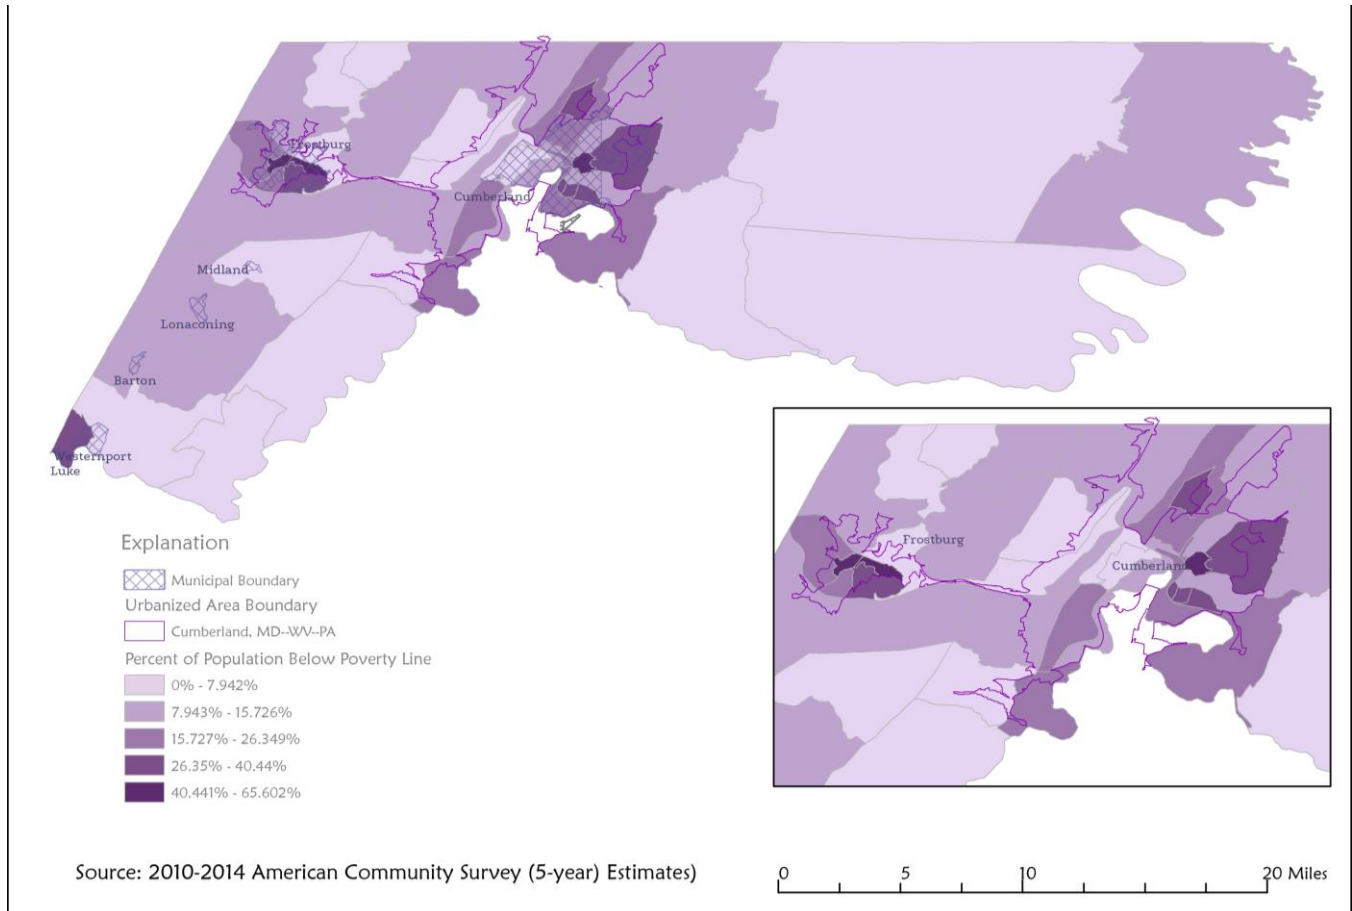 Frostburg
Cumberland
Midland
Lonaconing
Barton
Westernport
Luke
Frostburg
Cumberland
Explanation
Municipal Boundary
Urbanized Area Boundary
Cumberland, MD--WV--PA
Percent of Population Below Poverty Line
0% - 7.942%
7.943% - 15.726%
15.727% - 26.349%
26.35% - 40.44%
40.441% - 65.602%
Source: 2010-2014 American Community Survey (5-year) Estimates)
0 5 10 20 Miles